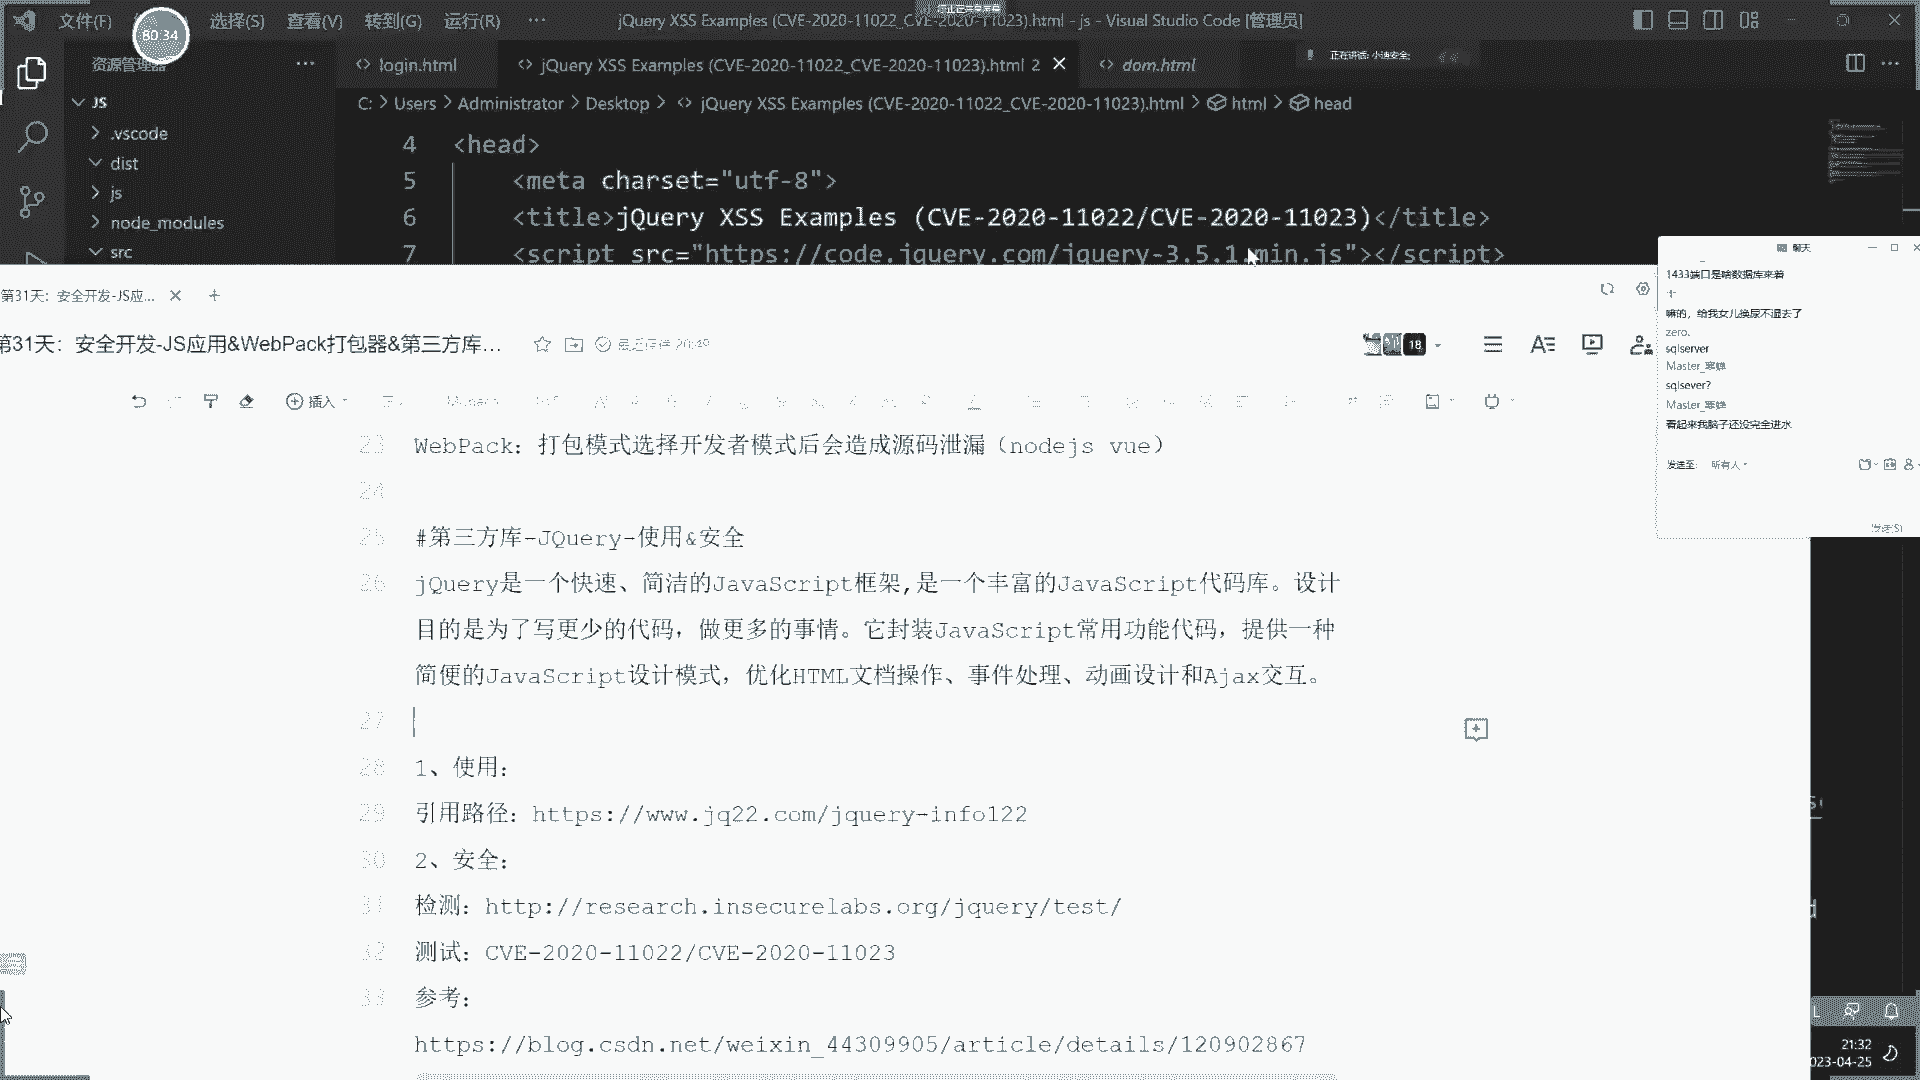 文件(F)
80:34
选择(S)
查看(V)
转到(G)
运行(R)
···
jQuery XSS Examples (CVE-2020-11022_CVE-2020-11023).html - js - Visual Studio Code [管理员]
资源管理器
login.html
jQuery XSS Examples (CVE-2020-11022_CVE-2020-11023).html 2
dom.html
正在讲话: 小迪安全;
JS
C: > Users > Administrator > Desktop > jQuery XSS Examples (CVE-2020-11022_CVE-2020-11023).html > html > head
.vscode
dist
js
node_modules
src
4 <head>
5 <meta charset="utf-8">
6 <title>jQuery XSS Examples (CVE-2020-11022/CVE-2020-11023)</title>
7 <script src="https://code.jquery.com/jquery-3.5.1.min.js"></script>
聊天
1433端口是啥数据库来着
嘛的，给我女儿换尿不湿去了
zero.
sqlserver
sqlsever?
看起来我脑子还没完全进水
发送至: 所有人
发送(S)
第31天：安全开发-JS应...
第31天：安全开发-JS应用&WebPack打包器&第三方库...
18
插入
23 WebPack：打包模式选择开发者模式后会造成源码泄漏（nodejs vue）
24
25 #第三方库-JQuery-使用&安全
26 jQuery是一个快速、简洁的JavaScript框架,是一个丰富的JavaScript代码库。设计
目的是为了写更少的代码，做更多的事情。它封装JavaScript常用功能代码，提供一种
简便的JavaScript设计模式，优化HTML文档操作、事件处理、动画设计和Ajax交互。
27
28 1、使用：
29 引用路径：https://www.jq22.com/jquery-info122
30 2、安全：
31 检测：http://research.insecurelabs.org/jquery/test/
32 测试：CVE-2020-11022/CVE-2020-11023
33 参考：
https://blog.csdn.net/weixin_44309905/article/details/120902867
21:32
023-04-25